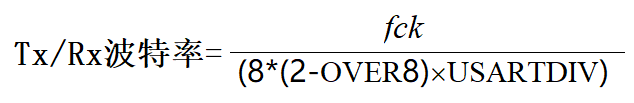 Tx/Rx波特率=
fck
(8*(2-OVER8)×USARTDIV)